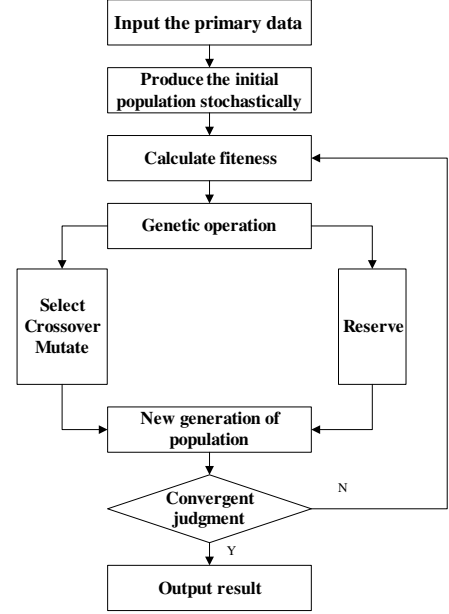 Input the primary data
Produce the initial
population stochastically
Calculate fiteness
Genetic operation
Select
Crossover
Mutate
Reserve
New generation of
population
Convergent
judgment
N
Y
Output result